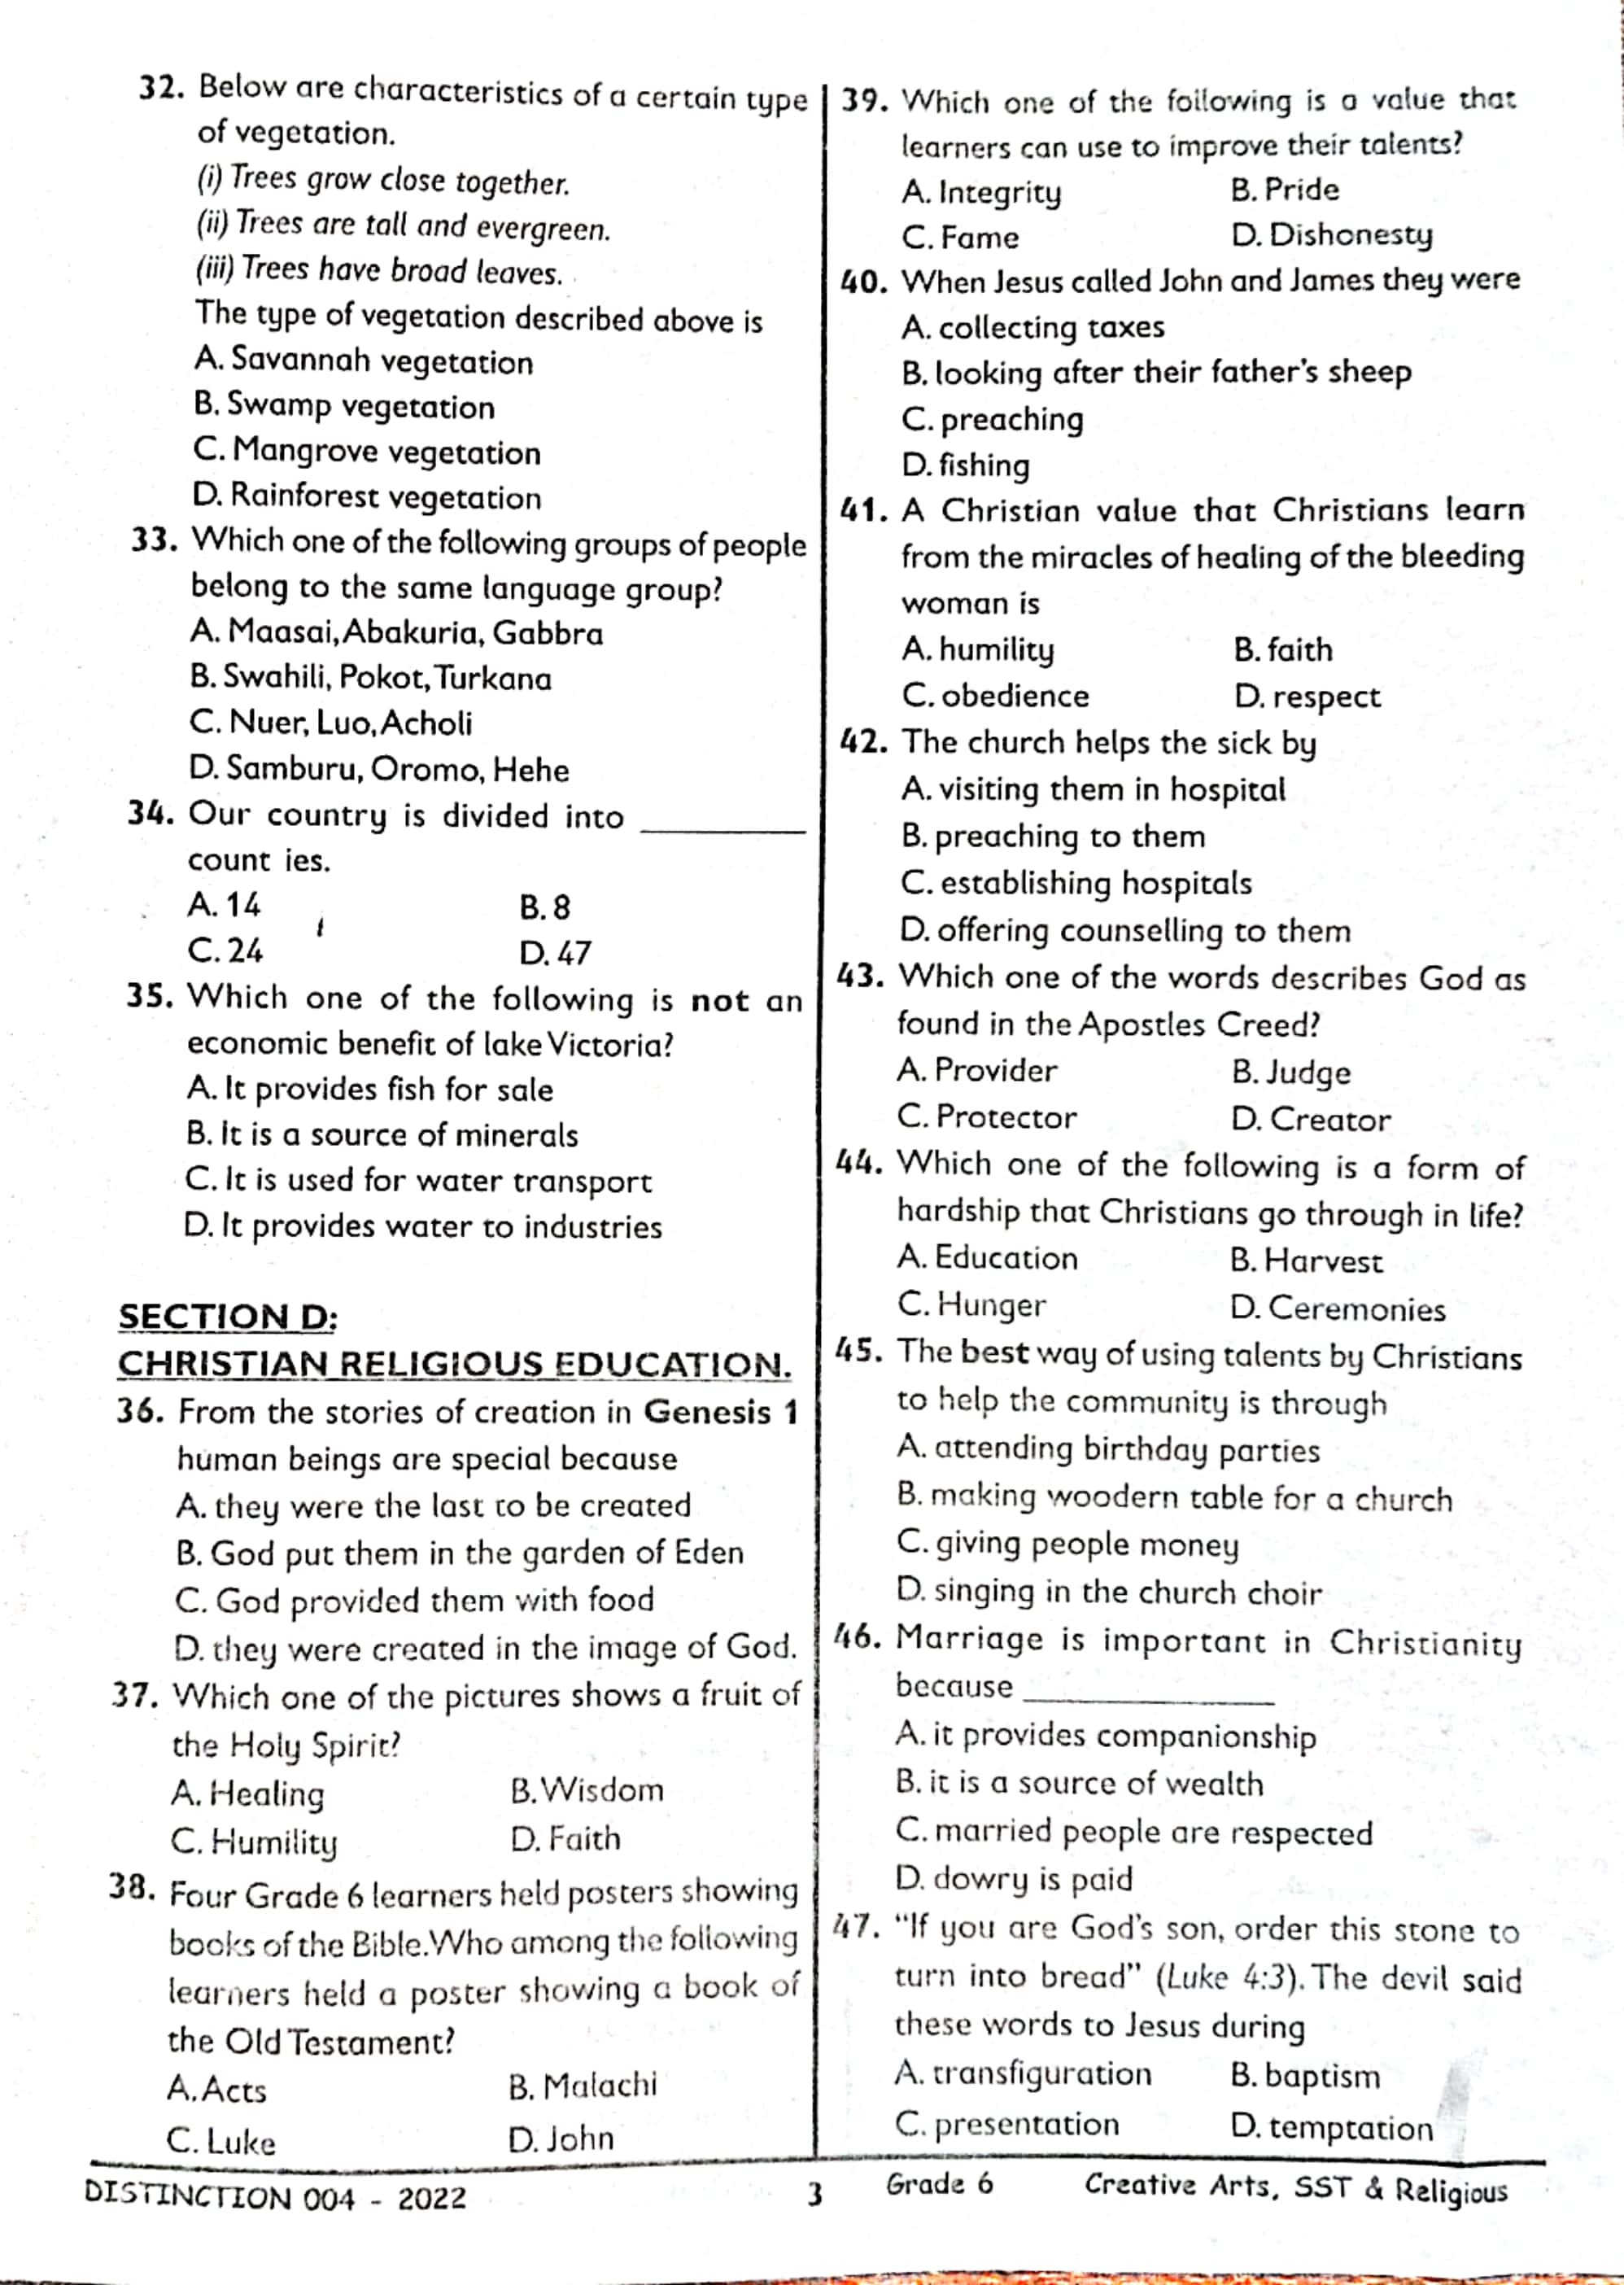 32. Below are characteristics of a certain type
of vegetation.
(i) Trees grow close together.
(ii) Trees are tall and evergreen.
(iii) Trees have broad leaves.
The type of vegetation described above is
A. Savannah vegetation
B. Swamp vegetation
C. Mangrove vegetation
D. Rainforest vegetation
33. Which one of the following groups of people
belong to the same language group?
A. Maasai, Abakuria, Gabbra
B. Swahili, Pokot, Turkana
C. Nuer, Luo, Acholi
D. Samburu, Oromo, Hehe
34. Our country is divided into __________
count ies.
A. 14 B. 8
C. 24 D. 47
35. Which one of the following is not an
economic benefit of lake Victoria?
A. It provides fish for sale
B. It is a source of minerals
C. It is used for water transport
D. It provides water to industries
SECTION D:
CHRISTIAN RELIGIOUS EDUCATION.
36. From the stories of creation in Genesis 1
human beings are special because
A. they were the last to be created
B. God put them in the garden of Eden
C. God provided them with food
D. they were created in the image of God.
37. Which one of the pictures shows a fruit of
the Holy Spirit?
A. Healing B. Wisdom
C. Humility D. Faith
38. Four Grade 6 learners held posters showing
books of the Bible. Who among the following
learners held a poster showing a book of
the Old Testament?
A. Acts B. Malachi
C. Luke D. John
39. Which one of the following is a value that
learners can use to improve their talents?
A. Integrity B. Pride
C. Fame D. Dishonesty
40. When Jesus called John and James they were
A. collecting taxes
B. looking after their father's sheep
C. preaching
D. fishing
41. A Christian value that Christians learn
from the miracles of healing of the bleeding
woman is
A. humility B. faith
C. obedience D. respect
42. The church helps the sick by
A. visiting them in hospital
B. preaching to them
C. establishing hospitals
D. offering counselling to them
43. Which one of the words describes God as
found in the Apostles Creed?
A. Provider B. Judge
C. Protector D. Creator
44. Which one of the following is a form of
hardship that Christians go through in life?
A. Education B. Harvest
C. Hunger D. Ceremonies
45. The best way of using talents by Christians
to help the community is through
A. attending birthday parties
B. making woodern table for a church
C. giving people money
D. singing in the church choir
46. Marriage is important in Christianity
because _______________
A. it provides companionship
B. it is a source of wealth
C. married people are respected
D. dowry is paid
47. "If you are God's son, order this stone to
turn into bread" (Luke 4:3). The devil said
these words to Jesus during
A. transfiguration B. baptism
C. presentation D. temptation
DISTINCTION 004 - 2022 3 Grade 6 Creative Arts, SST & Religious